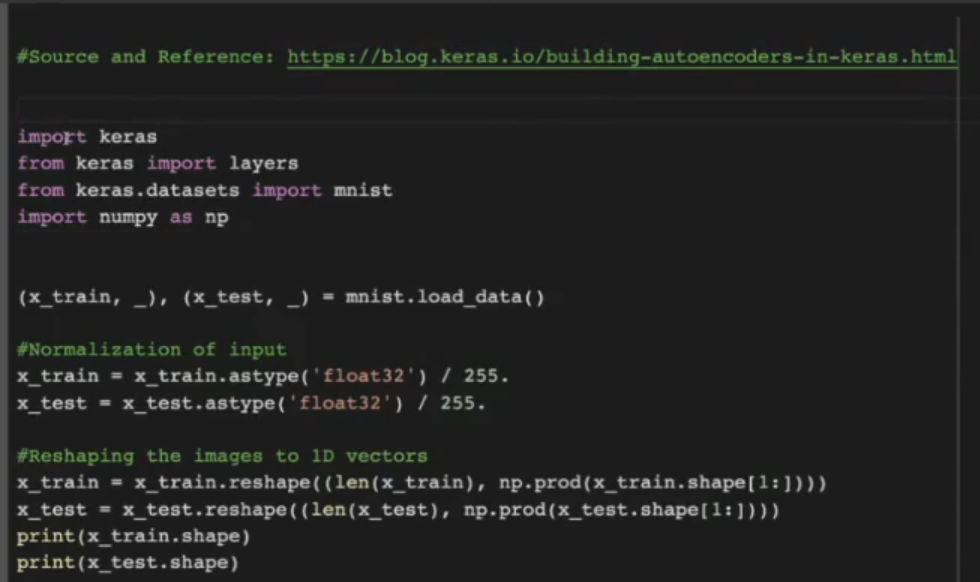 #Source and Reference: https://blog.keras.io/building-autoencoders-in-keras.html
import keras
from keras import layers
from keras.datasets import mnist
import numpy as np
(x_train, _), (x_test, _) = mnist.load_data()
#Normalization of input
x_train = x_train.astype('float32') / 255.
x_test = x_test.astype('float32') / 255.
#Reshaping the images to 1D vectors
x_train = x_train.reshape((len(x_train), np.prod(x_train.shape[1:])))
x_test = x_test.reshape((len(x_test), np.prod(x_test.shape[1:])))
print(x_train.shape)
print(x_test.shape)